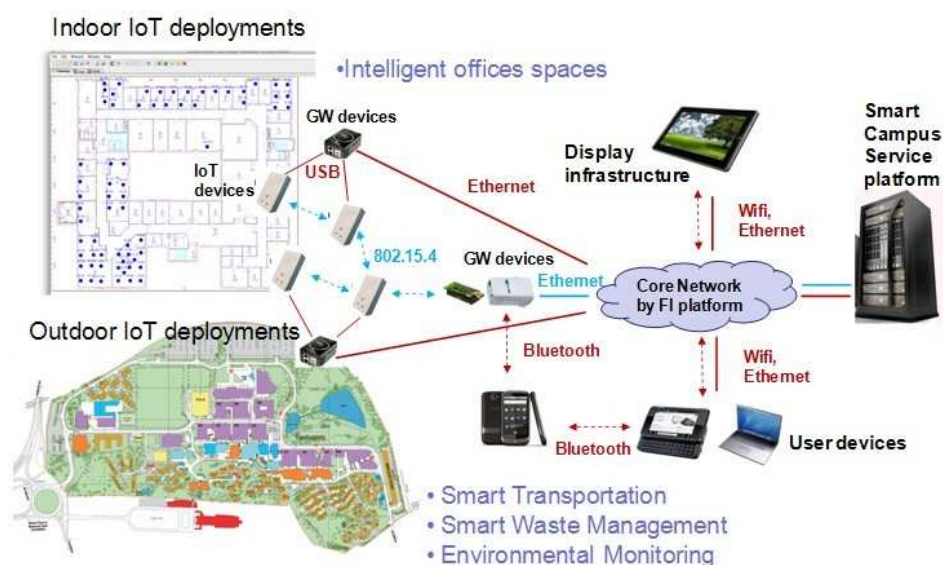 Indoor IoT deployments
•Intelligent offices spaces
GW devices
IoT
devices
USB
Ethernet
802.15.4
GW devices
Ethernet
Display
infrastructure
Wifi,
Ethernet
Smart
Campus
Service
platform
Core Network
by FI platform
Outdoor IoT deployments
Bluetooth
Wifi,
Ethernet
Bluetooth
User devices
• Smart Transportation
• Smart Waste Management
• Environmental Monitoring